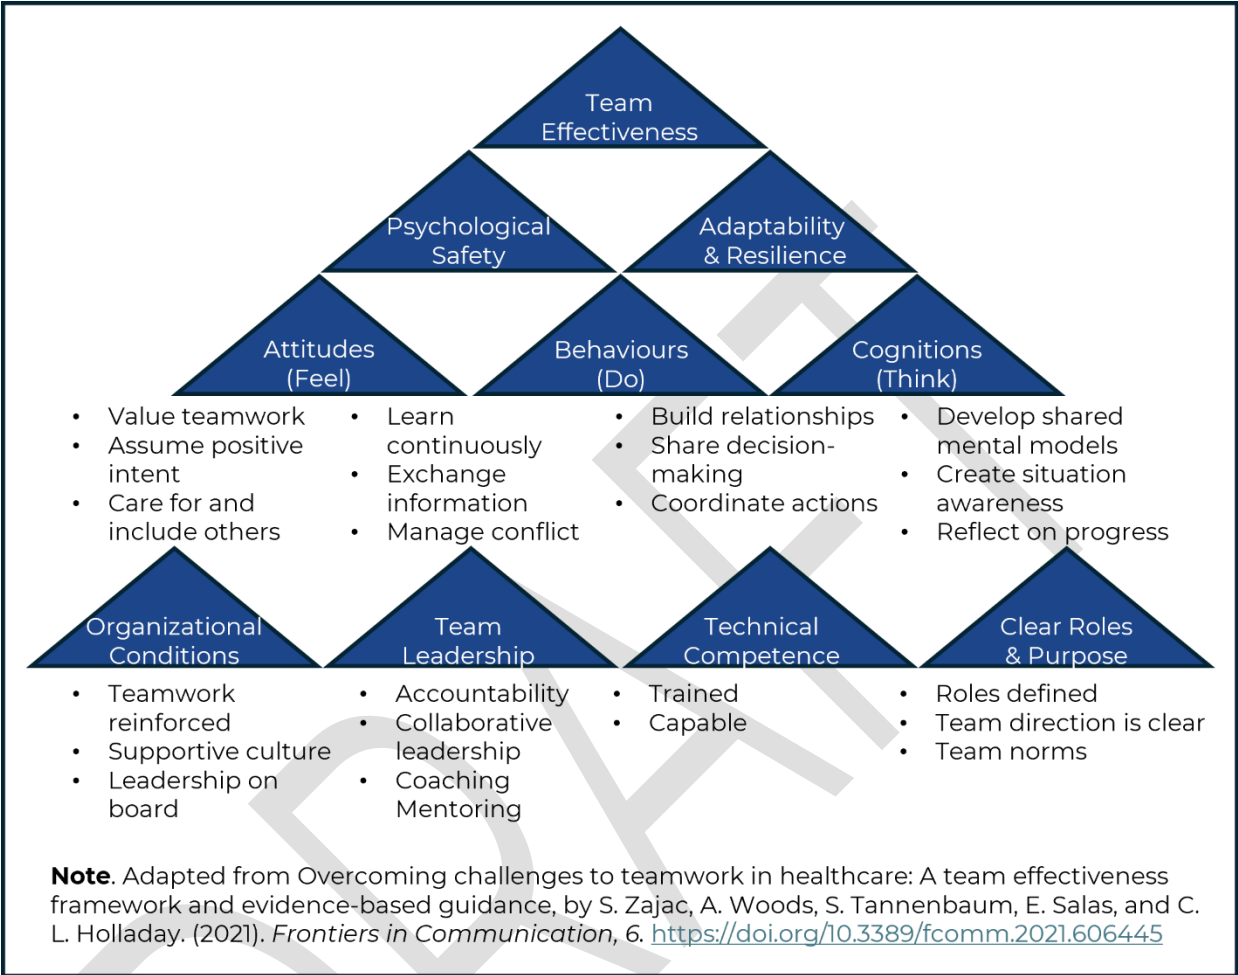 Team
Effectiveness
Psychological
Safety
Adaptability
& Resilience
Attitudes
(Feel)
Behaviours
(Do)
Cognitions
(Think)
• Value teamwork
• Assume positive
intent
• Care for and
include others
• Learn
continuously
• Exchange
information
• Manage conflict
• Build relationships
• Share decision-
making
• Coordinate actions
• Develop shared
mental models
• Create situation
awareness
• Reflect on progress
Organizational
Conditions
Team
Leadership
Technical
Competence
Clear Roles
& Purpose
• Teamwork
reinforced
• Supportive culture
• Leadership on
board
• Accountability
• Collaborative
leadership
• Coaching
Mentoring
• Trained
• Capable
• Roles defined
• Team direction is clear
• Team norms
Note. Adapted from Overcoming challenges to teamwork in healthcare: A team effectiveness
framework and evidence-based guidance, by S. Zajac, A. Woods, S. Tannenbaum, E. Salas, and C.
L. Holladay. (2021). Frontiers in Communication, 6. https://doi.org/10.3389/fcomm.2021.606445
DRAFT